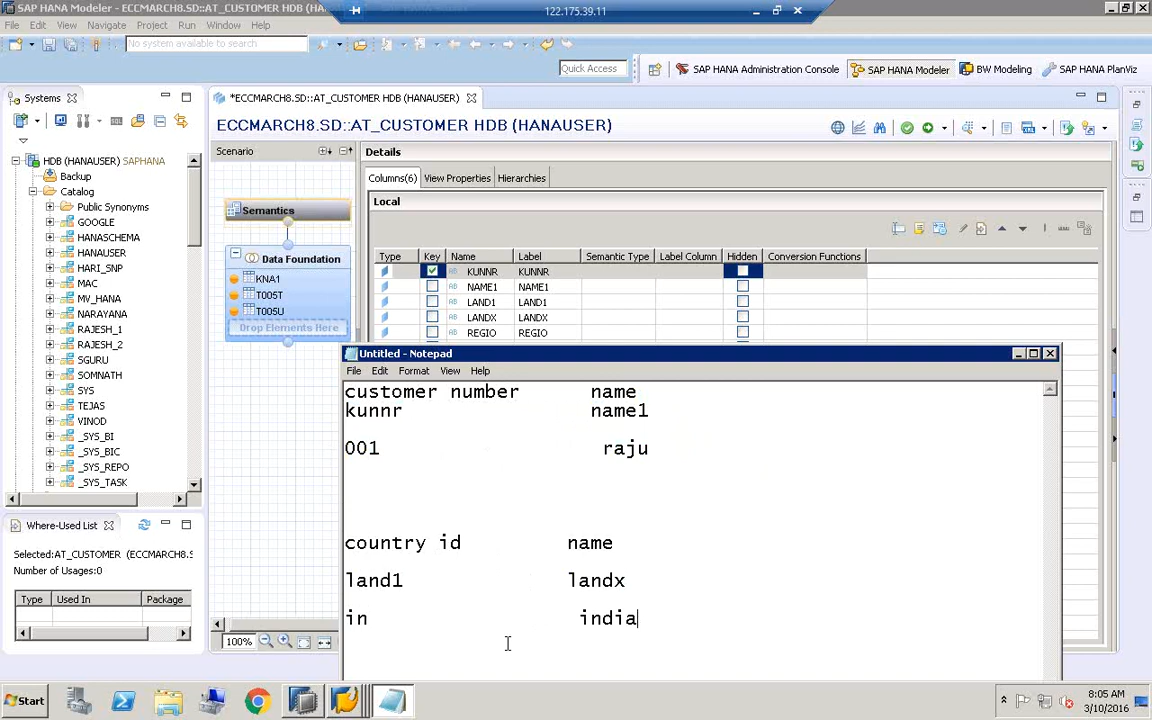 SAP HANA Modeler - ECCMARCH8.SD::AT_CUSTOMER HDB (HANAU
122.175.39.11
File Edit View Navigate Project Run Window Help
No system available to search
Quick Access
SAP HANA Administration Console
SAP HANA Modeler
BW Modeling
SAP HANA PlanViz
Systems
*ECCMARCH8.SD::AT_CUSTOMER HDB (HANAUSER)
ECCMARCH8.SD::AT_CUSTOMER HDB (HANAUSER)
Scenario
Details
HDB (HANAUSER) SAPHANA
Backup
Catalog
Public Synonyms
GOOGLE
HANASCHEMA
HANAUSER
HARI_SNP
MAC
MV_HANA
NARAYANA
RAJESH_1
RAJESH_2
SGURU
SOMNATH
SYS
TEJAS
VINOD
_SYS_BI
_SYS_BIC
_SYS_REPO
_SYS_TASK
Semantics
Data Foundation
KNA1
T005T
T005U
Drop Elements Here
Columns(6) View Properties Hierarchies
Local
Type Key Name Label Semantic Type Label Column Hidden Conversion Functions
KUNNR KUNNR
NAME1 NAME1
LAND1 LAND1
LANDX LANDX
REGIO REGIO
Untitled - Notepad
File Edit Format View Help
customer number name
kunnr name1
001 raju
country id name
land1 landx
in india
Where-Used List
Selected:AT_CUSTOMER (ECCMARCH8.S
Number of Usages:0
Type Used In Package
100%
Start
8:05 AM
3/10/2016